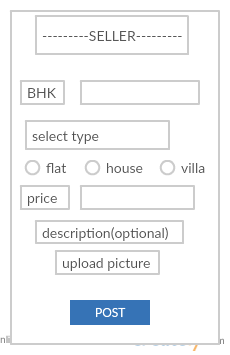 ---------SELLER---------
BHK
select type
flat house villa
price
description(optional)
upload picture
POST